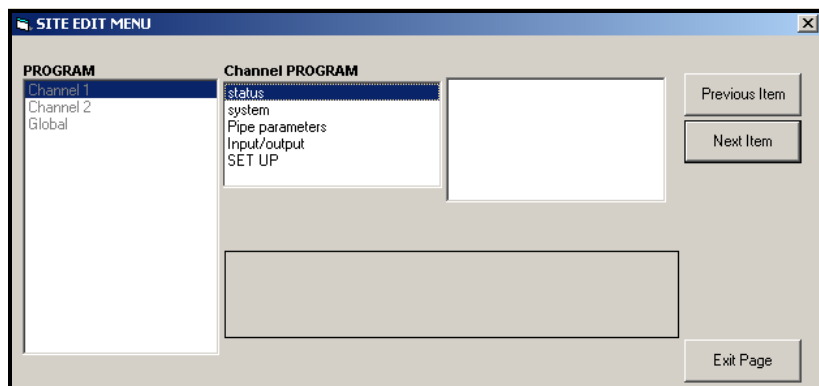 SITE EDIT MENU
PROGRAM
Channel 1
Channel 2
Global
Channel PROGRAM
status
system
Pipe parameters
Input/output
SET UP
Previous Item
Next Item
Exit Page